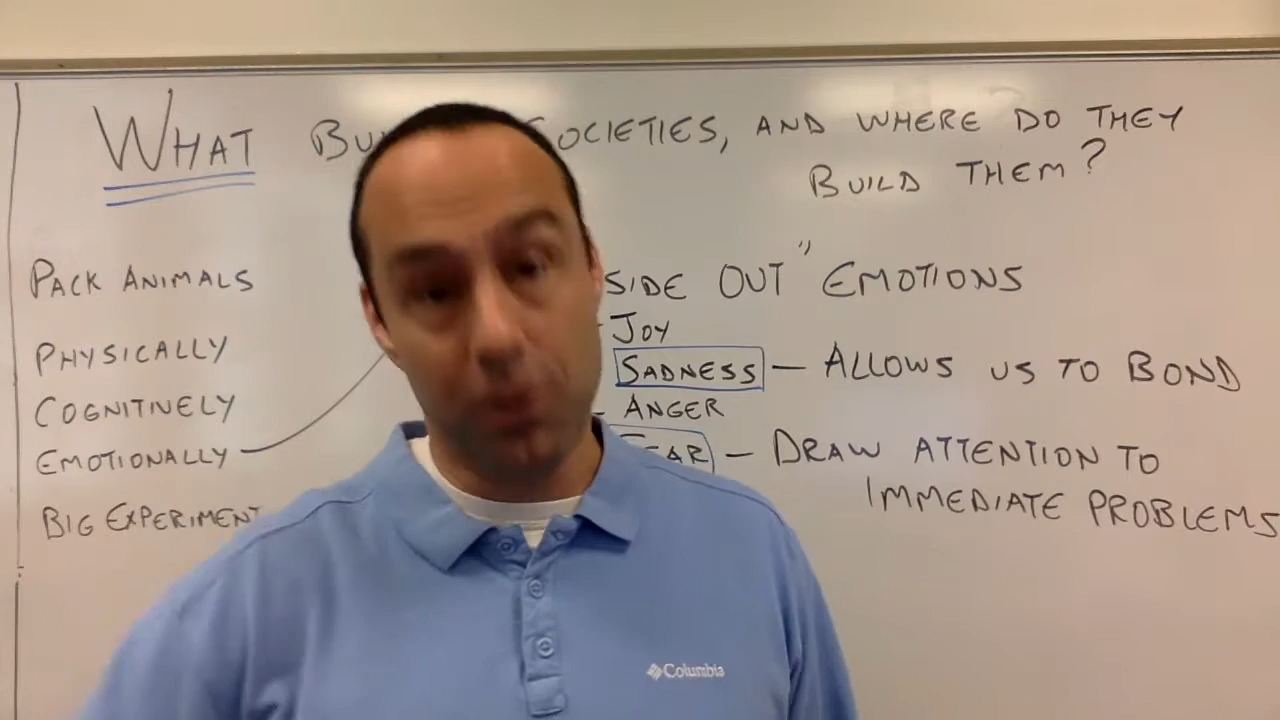 WHAT SOCIETIES, AND WHERE DO THEY
BUILD THEM?
PACK ANIMALS
PHYSICALLY
COGNITIVELY
EMOTIONALLY
BIG EXPERIMENT
SIDE OUT" EMOTIONS
- JOY
SADNESS — ALLOWS US TO BOND
- ANGER
FEAR — DRAW ATTENTION TO
IMMEDIATE PROBLEMS
Columbia